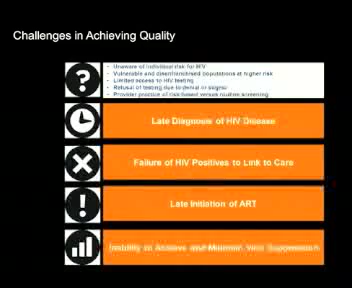 Challenges in Achieving Quality
• Unaware of individual risk for HIV
• Vulnerable and disenfranchised populations at higher risk
• Limited access to HIV testing
• Refusal of testing due to denial or stigma
• Provider practice of risk-based versus routine screening
Late Diagnosis of HIV Disease
Failure of HIV Positives to Link to Care
Late Initiation of ART
Inability to Achieve and Maintain Viral Suppression